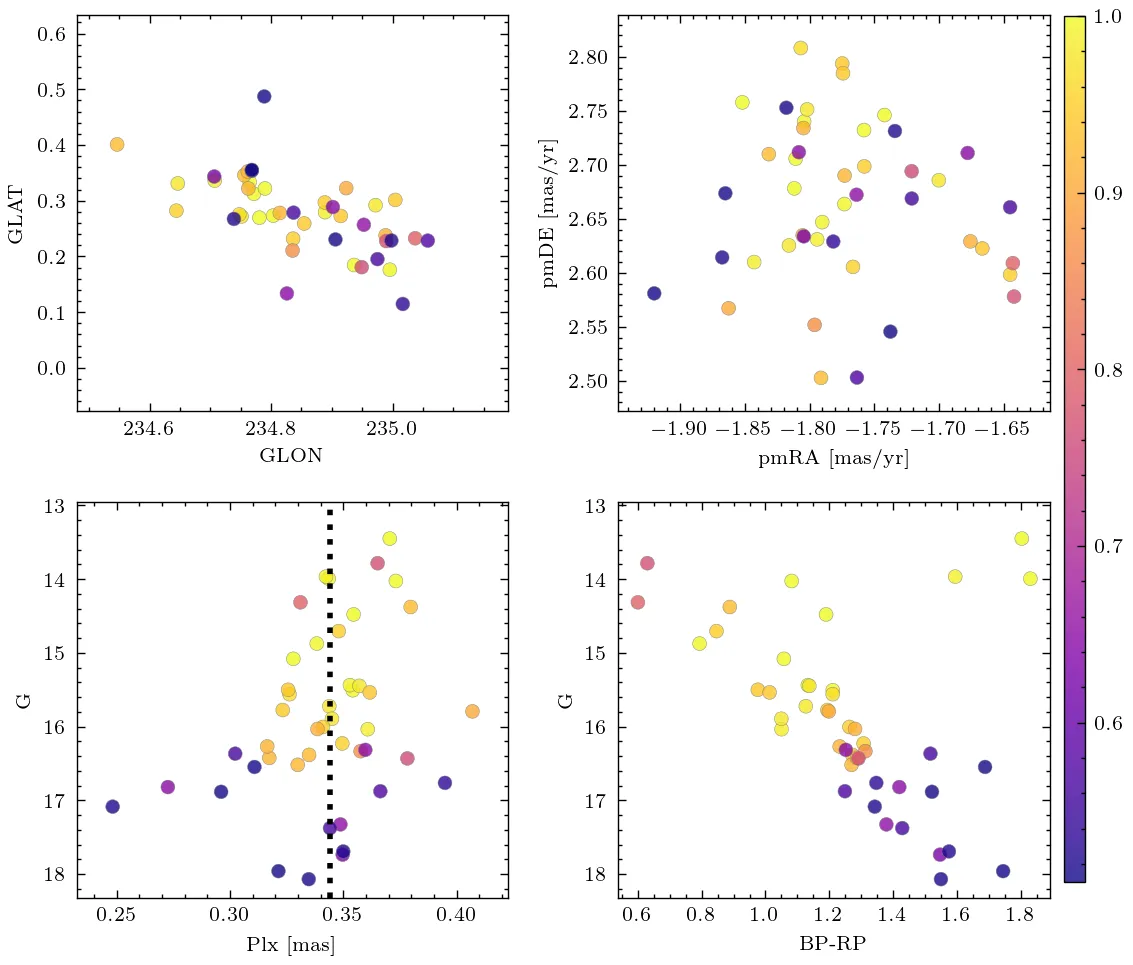 0.6
0.5
0.4
0.3
0.2
0.1
0.0
GLAT
234.6 234.8 235.0
GLON
2.80
2.75
2.70
2.65
2.60
2.55
2.50
pmDE [mas/yr]
−1.90 −1.85 −1.80 −1.75 −1.70 −1.65
pmRA [mas/yr]
1.0
0.9
0.8
0.7
0.6
13
14
15
16
17
18
G
0.25 0.30 0.35 0.40
Plx [mas]
13
14
15
16
17
18
G
0.6 0.8 1.0 1.2 1.4 1.6 1.8
BP-RP